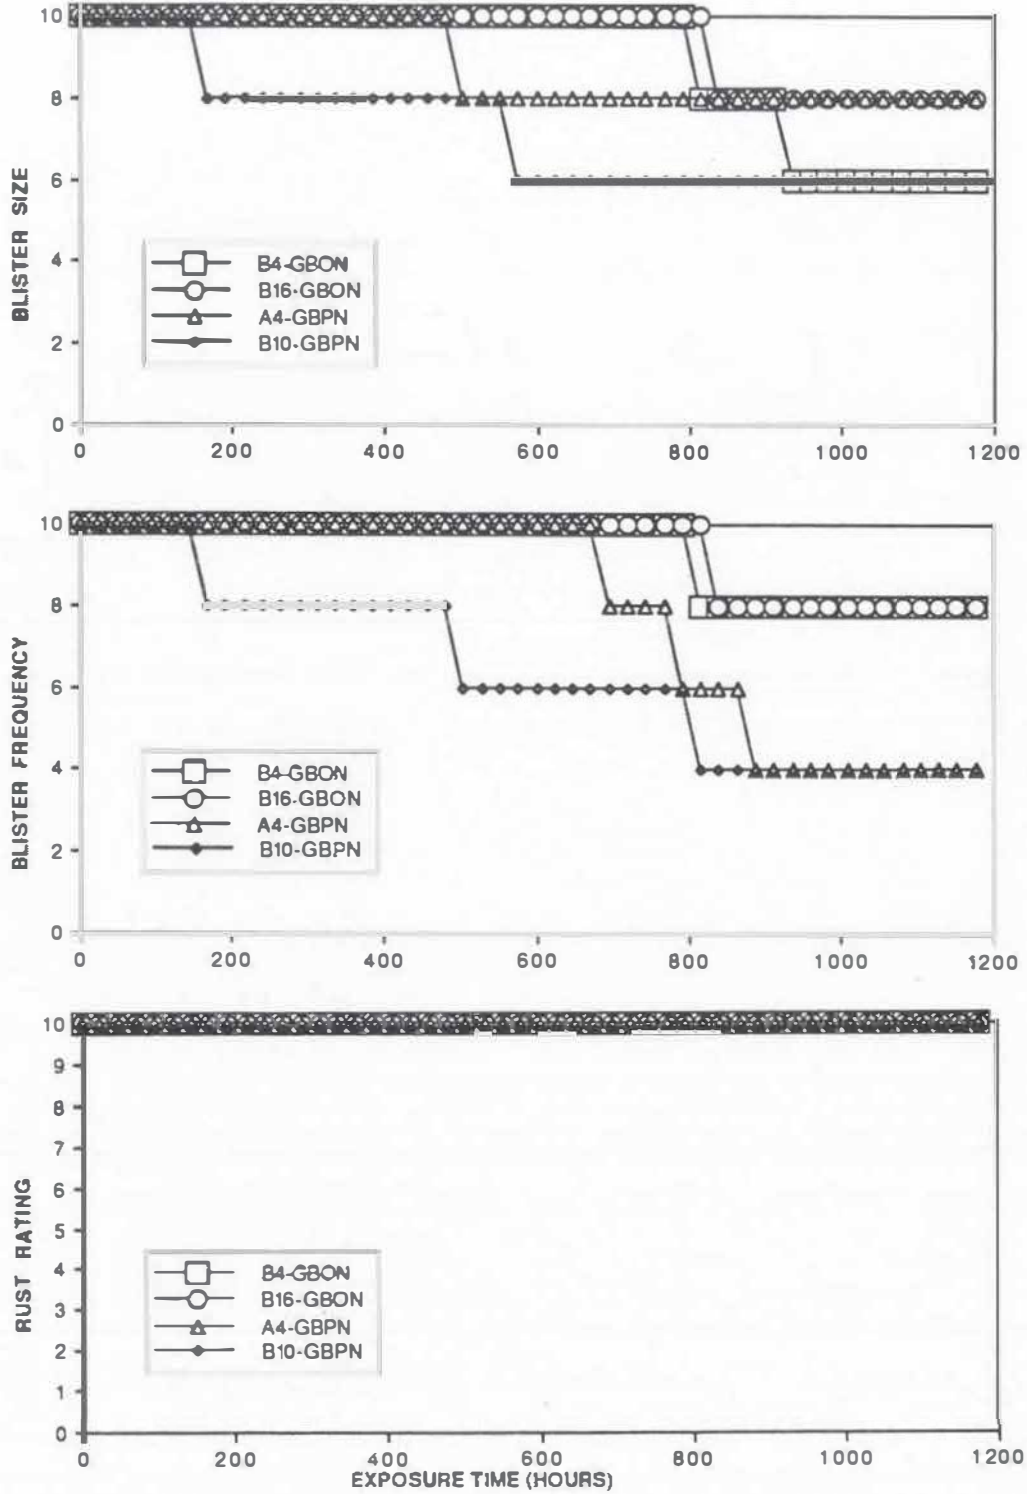 BLISTER SIZE
10
8
6
4
2
0
B4-GBON
B16-GBON
A4-GBPN
B10-GBPN
0 200 400 600 800 1000 1200
BLISTER FREQUENCY
10
8
6
4
2
0
B4-GBON
B16-GBON
A4-GBPN
B10-GBPN
0 200 400 600 800 1000 1200
RUST RATING
10
9
8
7
6
5
4
3
2
1
0
B4-GBON
B16-GBON
A4-GBPN
B10-GBPN
0 200 400 600 800 1000 1200
EXPOSURE TIME (HOURS)